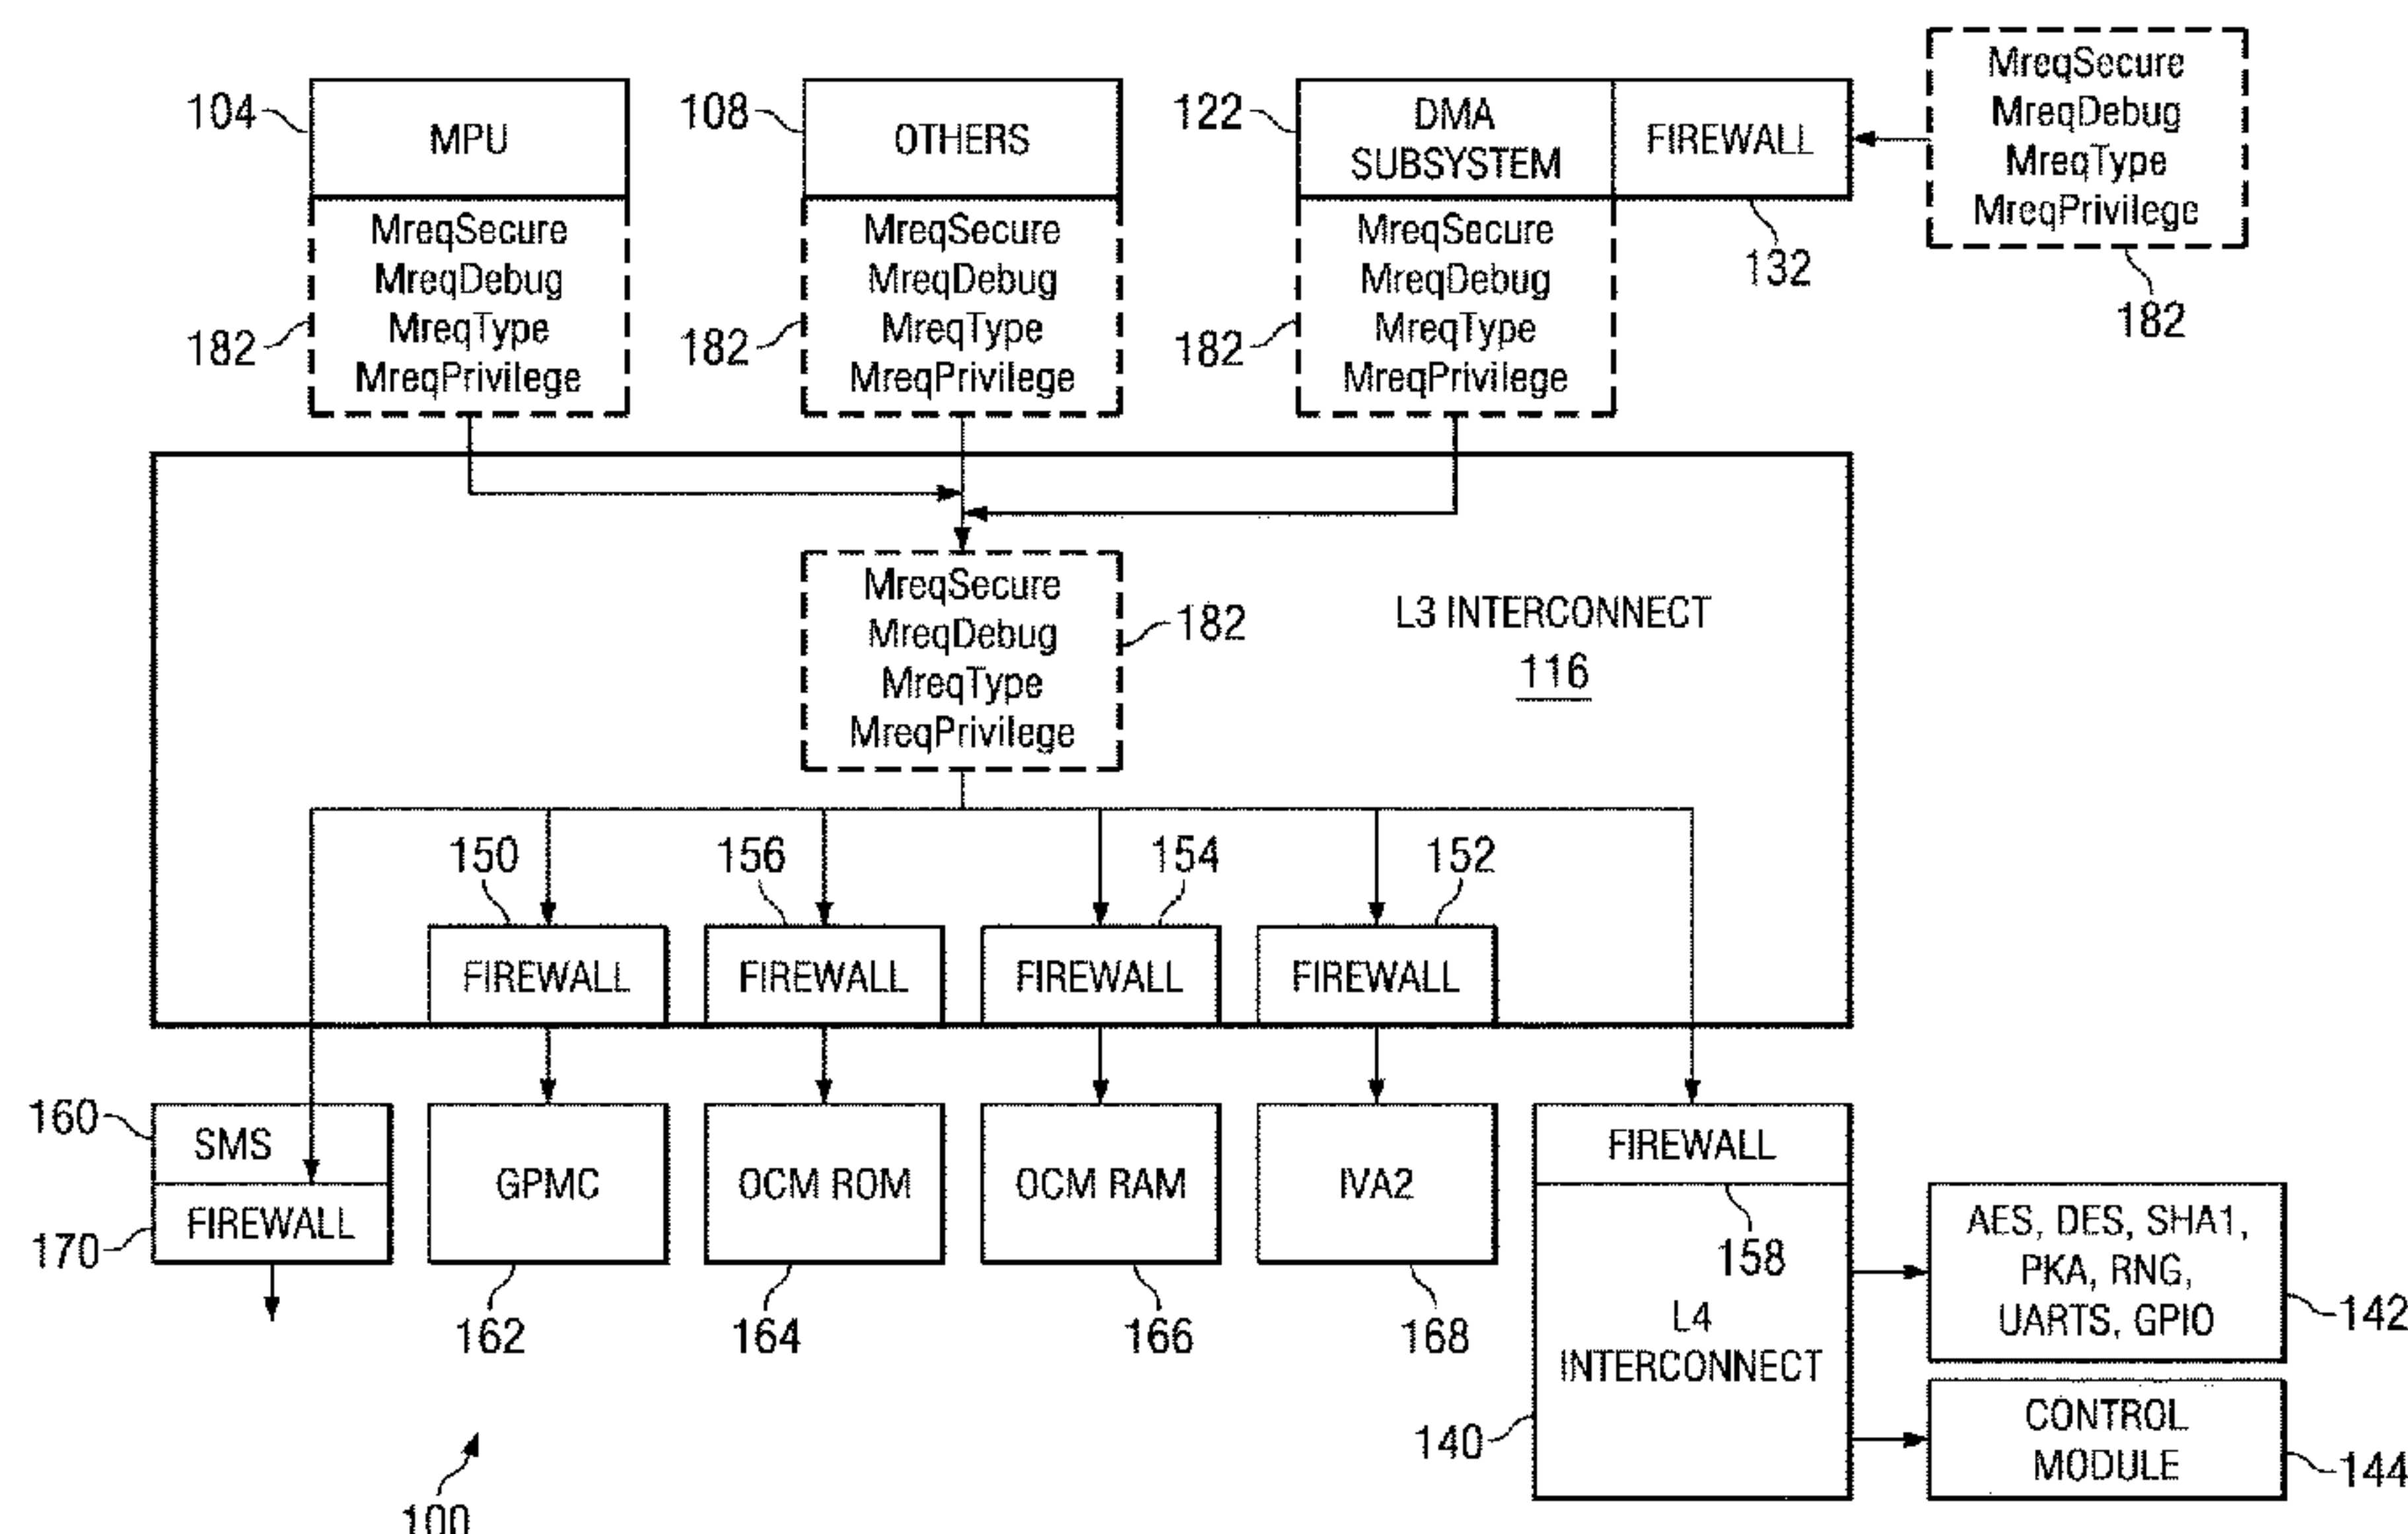 104
MPU
MreqSecure
MreqDebug
MreqType
MreqPrivilege
182
108
OTHERS
MreqSecure
MreqDebug
MreqType
MreqPrivilege
182
122
DMA
SUBSYSTEM
FIREWALL
132
MreqSecure
MreqDebug
MreqType
MreqPrivilege
182
MreqSecure
MreqDebug
MreqType
MreqPrivilege
182
MreqSecure
MreqDebug
MreqType
MreqPrivilege
182
L3 INTERCONNECT
116
150
FIREWALL
156
FIREWALL
154
FIREWALL
152
FIREWALL
160
SMS
FIREWALL
170
GPMC
162
OCM ROM
164
OCM RAM
166
IVA2
168
FIREWALL
158
L4
INTERCONNECT
140
AES, DES, SHA1,
PKA, RNG,
UARTS, GPIO
142
CONTROL
MODULE
144
100